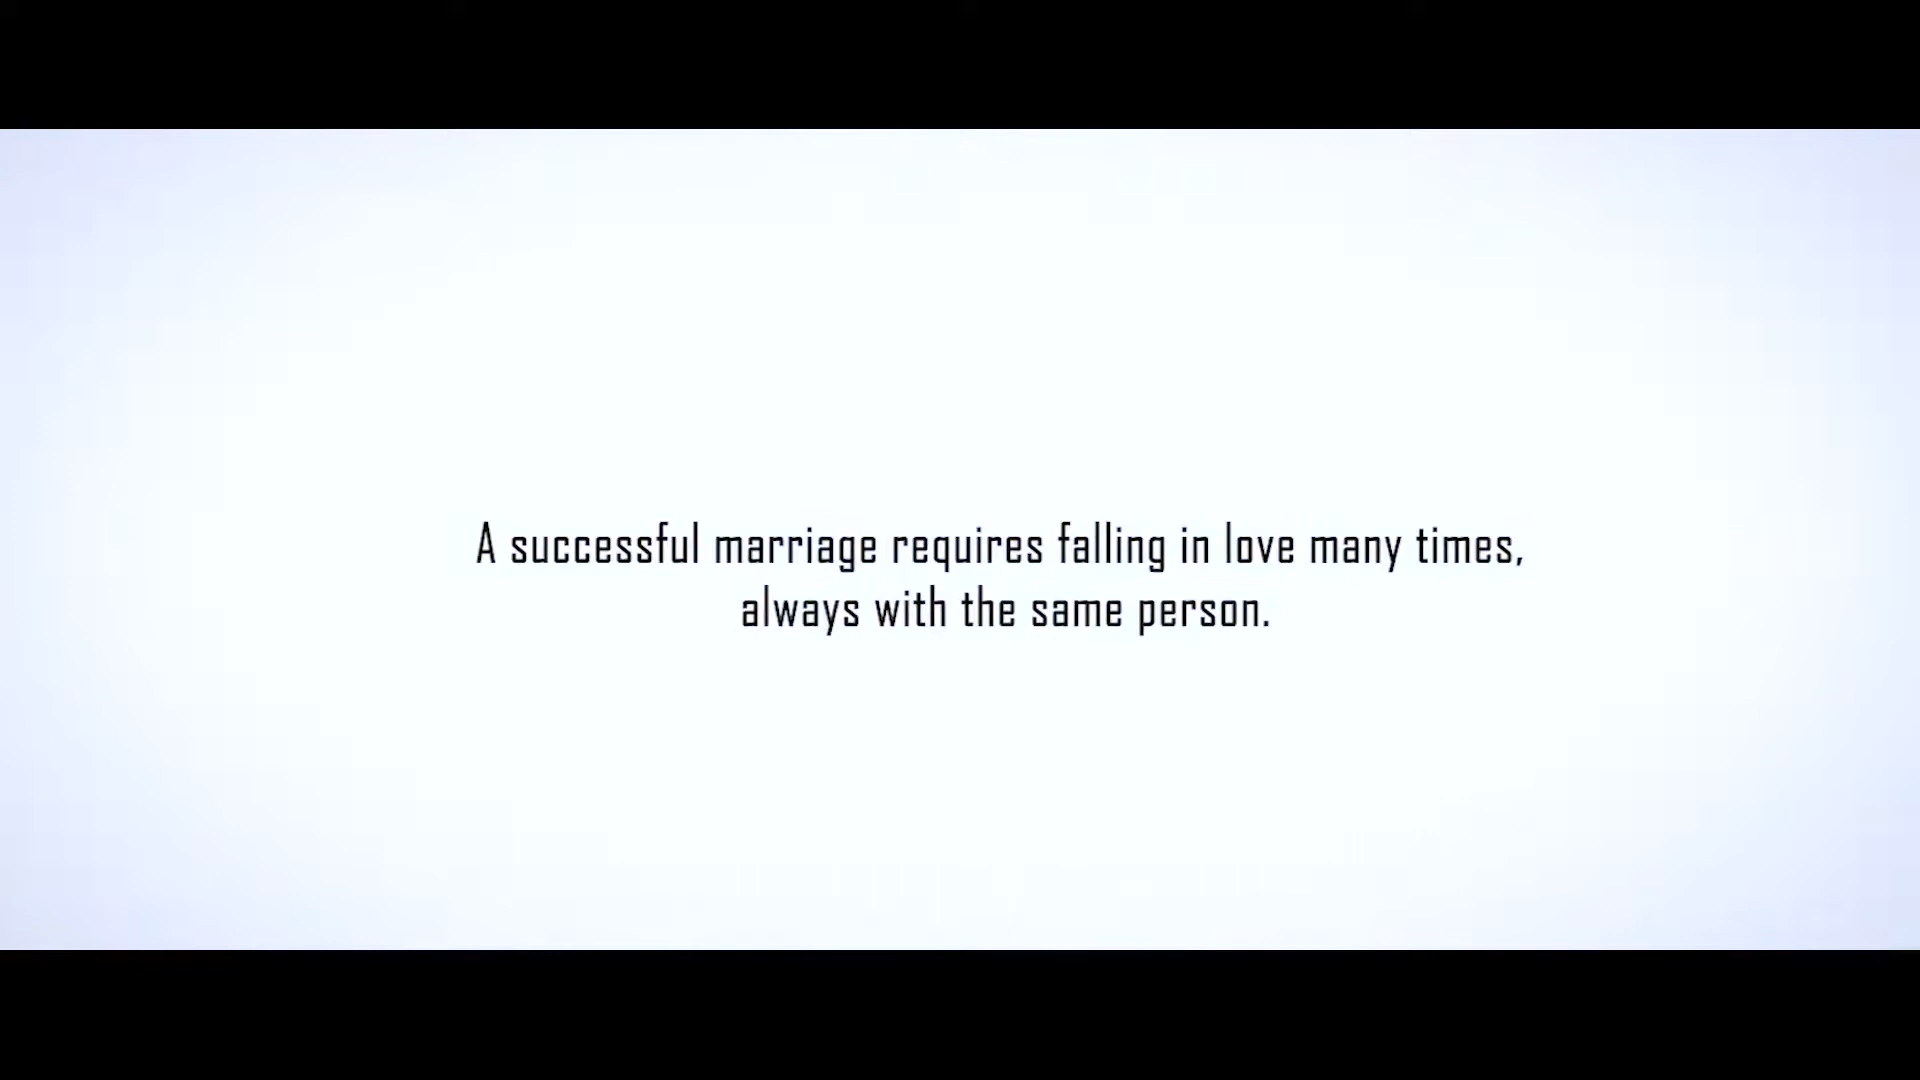 A successful marriage requires falling in love many times,
always with the same person.